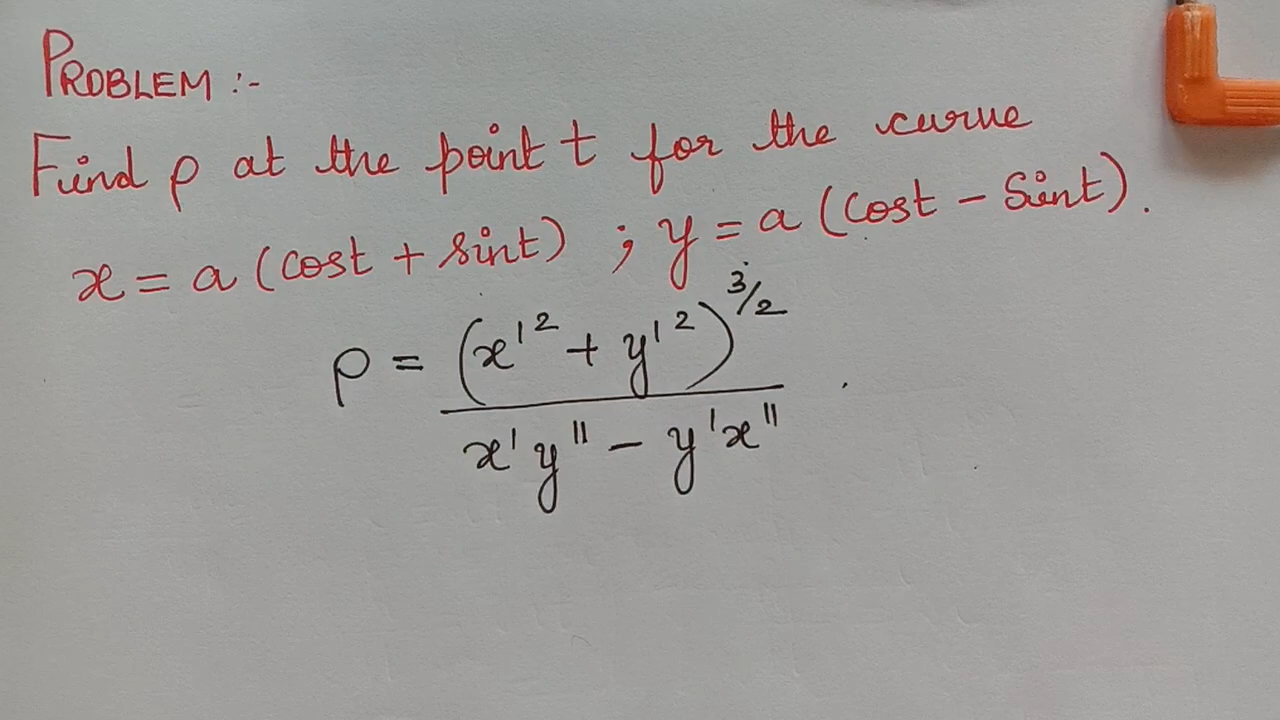 PROBLEM :-
Find ρ at the point t for the curve
x = a (cost + sint) ; y = a (cost - Sint).
ρ = (x'² + y'²)^3/2 / x'y'' - y'x''